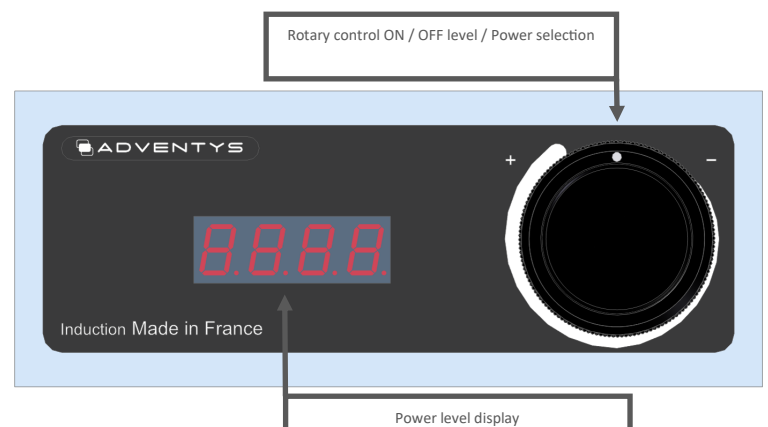 Rotary control ON / OFF level / Power selection
ADVENTYS
+ −
8.8.8.8.
Induction Made in France
Power level display